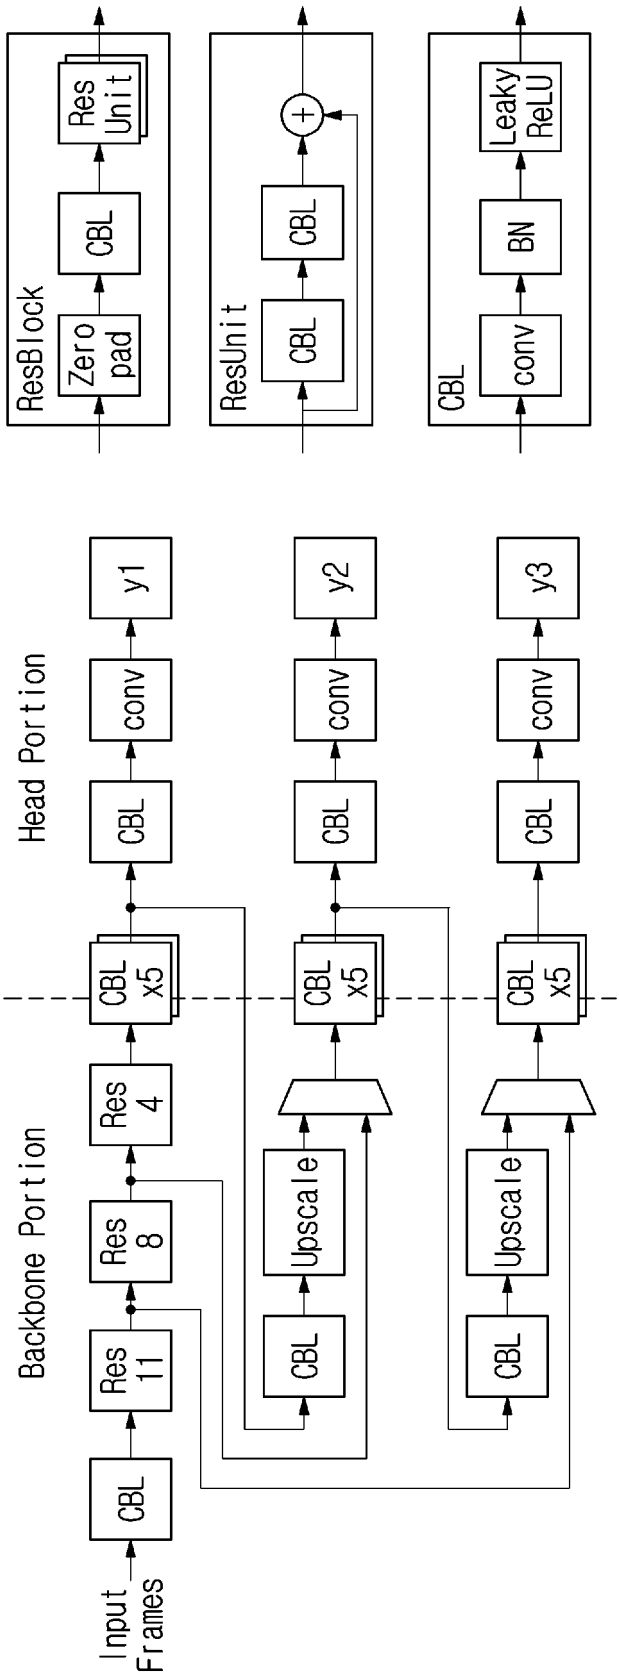 Backbone Portion
Head Portion
Input
Frames
CBL
Res
11
Res
8
Res
4
CBL
x5
CBL
conv
y1
CBL
Upscale
CBL
x5
CBL
conv
y2
CBL
Upscale
CBL
x5
CBL
conv
y3
ResBlock
Zero
pad
CBL
Res
Unit
ResUnit
CBL
CBL
+
CBL
conv
BN
Leaky
ReLU